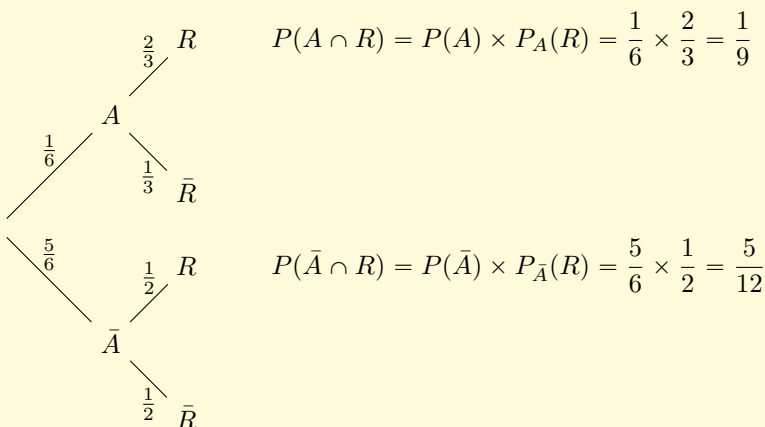 2/3 R P(A ∩ R) = P(A) × P_A(R) = 1/6 × 2/3 = 1/9
A
1/6
1/3 R̄
5/6
1/2 R P(Ā ∩ R) = P(Ā) × P_Ā(R) = 5/6 × 1/2 = 5/12
Ā
1/2 R̄